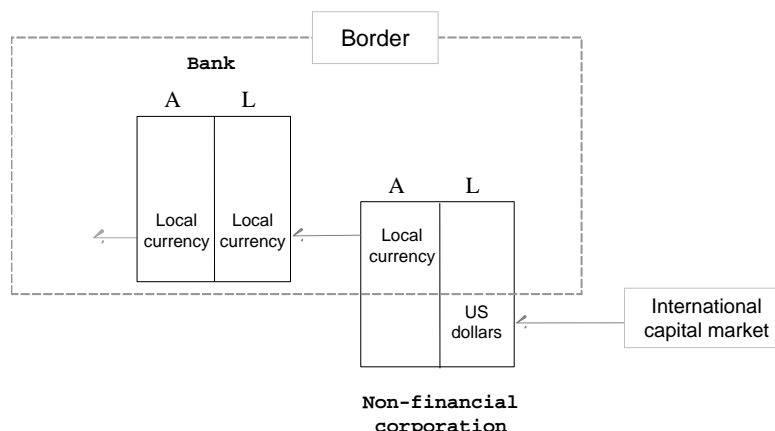 Border
Bank
A L
A L
Local
currency
Local
currency
Local
currency
US
dollars
International
capital market
Non-financial
corporation